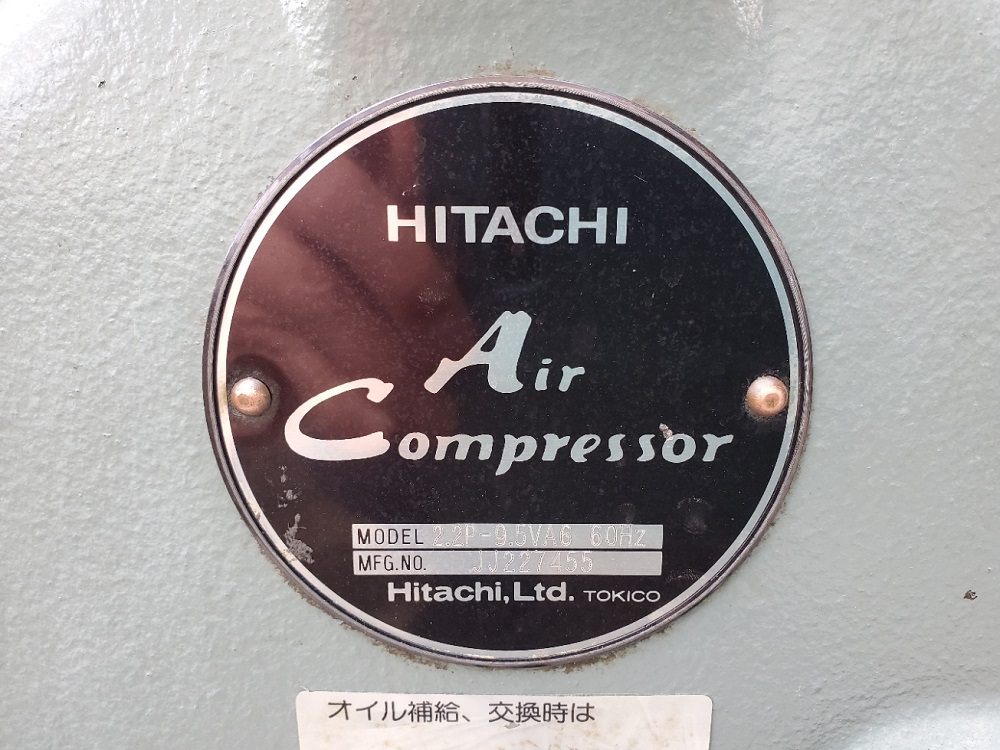 HITACHI
Air
Compressor
MODEL 2.2P-9.5VA6 60Hz
MFG.NO. JJ227455
Hitachi,Ltd. TOKICO
オイル補給、交換時は